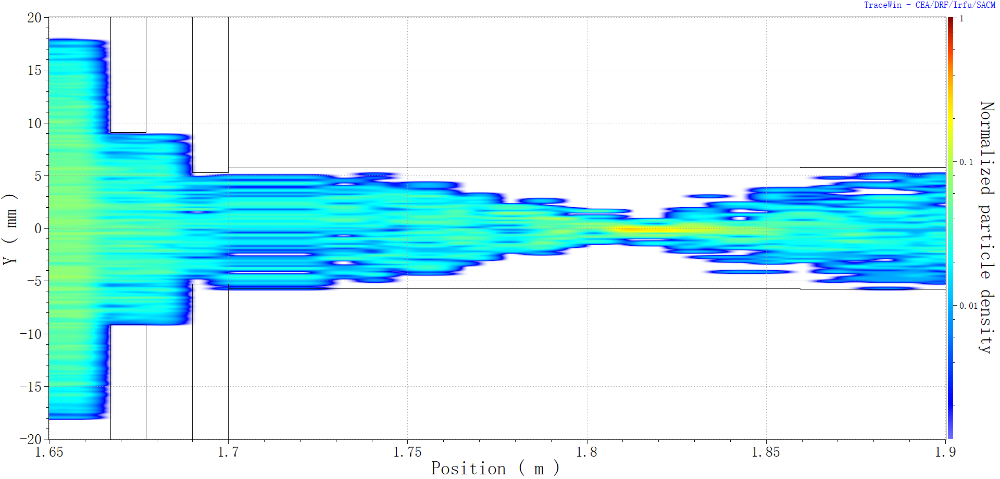 TraceWin - CEA/DRF/Irfu/SACM
20
15
10
5
0
-5
-10
-15
-20
Y ( mm )
1.65 1.7 1.75 1.8 1.85 1.9
Position ( m )
1
0.1
0.01
Normalized particle density